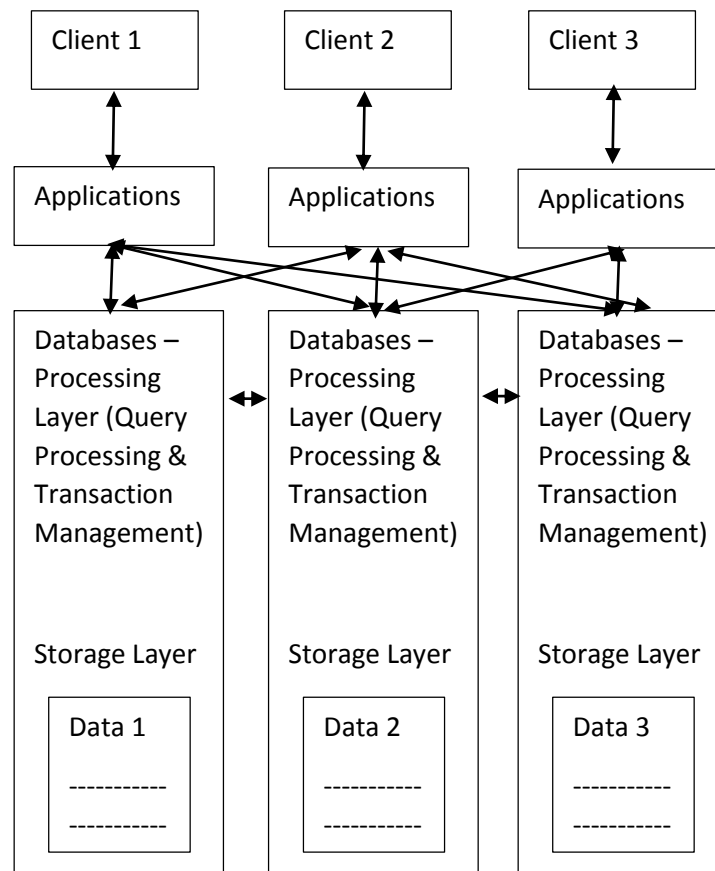 Client 1
Client 2
Client 3
Applications
Applications
Applications
Databases –
Processing
Layer (Query
Processing &
Transaction
Management)
Storage Layer
Data 1
-----------
-----------
Databases –
Processing
Layer (Query
Processing &
Transaction
Management)
Storage Layer
Data 2
-----------
-----------
Databases –
Processing
Layer (Query
Processing &
Transaction
Management)
Storage Layer
Data 3
-----------
-----------